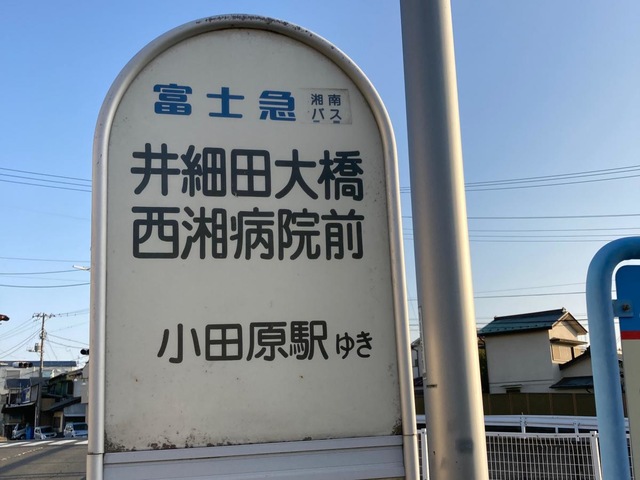 富士急 湘南バス
井細田大橋
西湘病院前
小田原駅ゆき